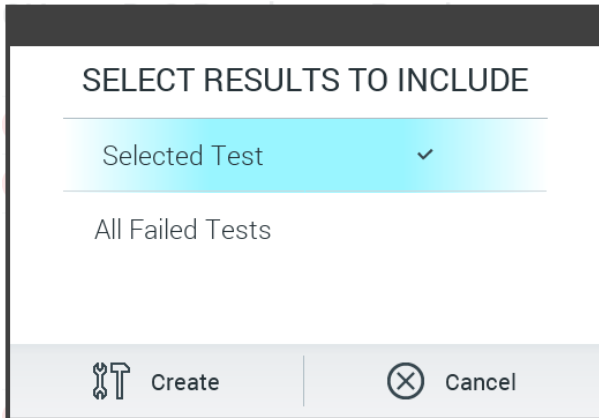 SELECT RESULTS TO INCLUDE
Selected Test
All Failed Tests
Create
Cancel